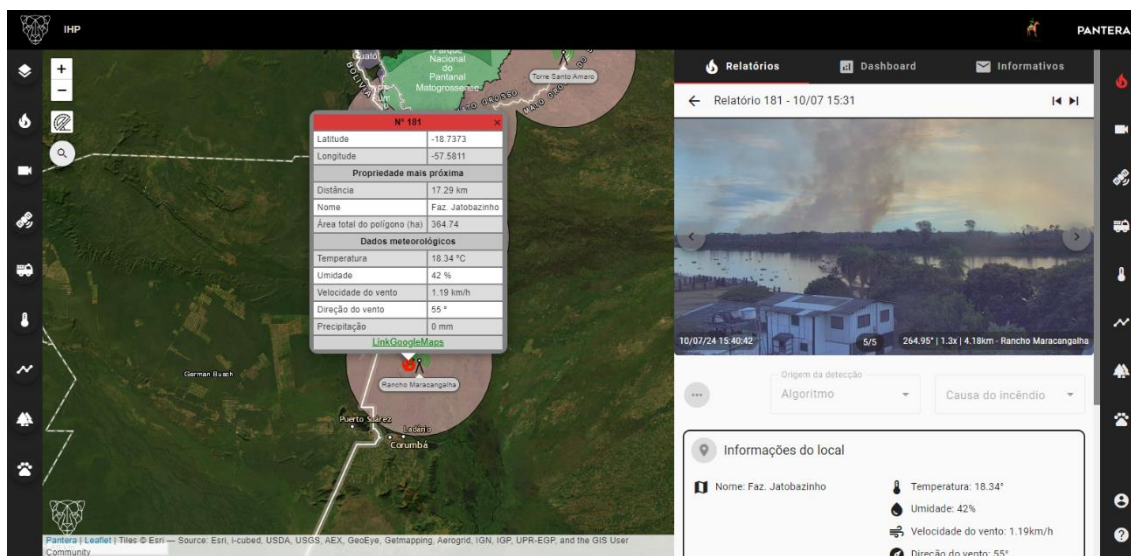 IHP
PANTERA
+
−
Guató
Parque
Nacional
do
Pantanal
Matogrossense
BOLIVIA
Torre Santo Amaro
Nº 181 ×
Latitude -18.7373
Longitude -57.5811
Propriedade mais próxima
Distância 17.29 km
Nome Faz. Jatobazinho
Área total do polígono (ha) 364.74
Dados meteorológicos
Temperatura 18.34 °C
Umidade 42 %
Velocidade do vento 1.19 km/h
Direção do vento 55 °
Precipitação 0 mm
LinkGoogleMaps
Rancho Maracangalha
German Busch
Puerto Suárez
Ladário
Corumbá
Pantera | Leaflet | Tiles © Esri — Source: Esri, i-cubed, USDA, USGS, AEX, GeoEye, Getmapping, Aerogrid, IGN, IGP, UPR-EGP, and the GIS User
Community
Relatórios Dashboard Informativos
Relatório 181 - 10/07 15:31
10/07/24 15:40:42 5/5 264.95° | 1.3x | 4.18km - Rancho Maracangalha
Origem da detecção
Algoritmo
Causa do incêndio
Informações do local
Nome: Faz. Jatobazinho
Temperatura: 18.34°
Umidade: 42%
Velocidade do vento: 1.19km/h
Direção do vento: 55°